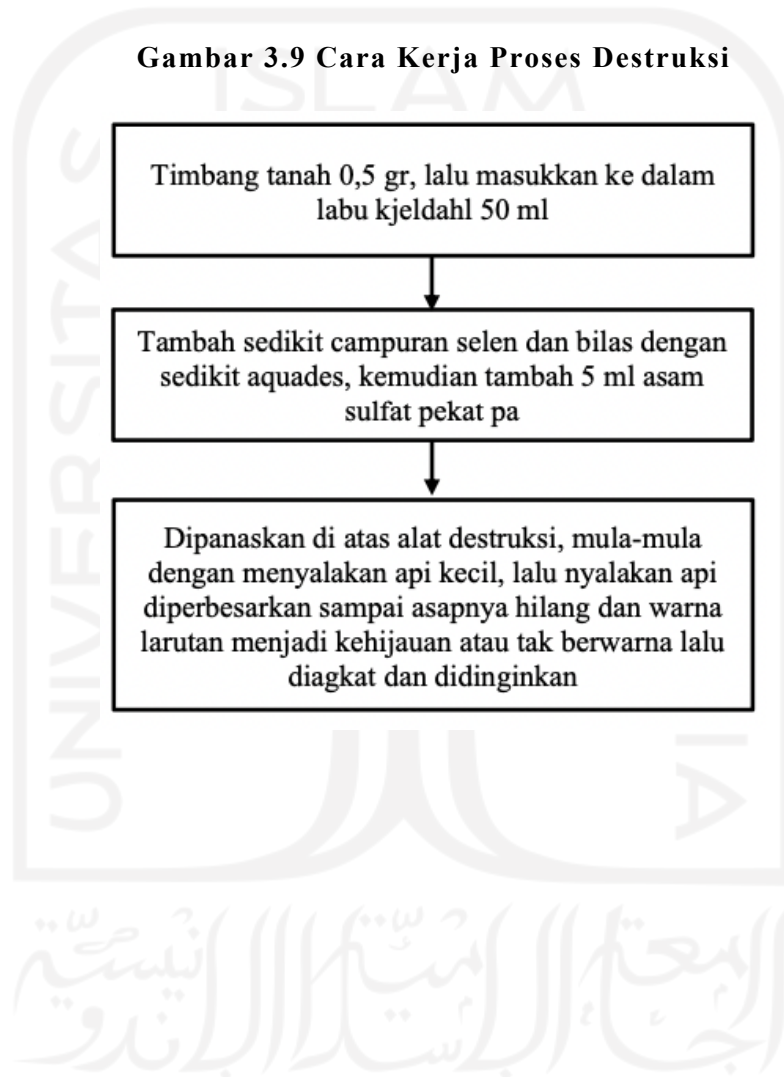 Gambar 3.9 Cara Kerja Proses Destruksi
ISLAM
UNIVERSITAS
Timbang tanah 0,5 gr, lalu masukkan ke dalam
labu kjeldahl 50 ml
Tambah sedikit campuran selen dan bilas dengan
sedikit aquades, kemudian tambah 5 ml asam
sulfat pekat pa
Dipanaskan di atas alat destruksi, mula-mula
dengan menyalakan api kecil, lalu nyalakan api
diperbesarkan sampai asapnya hilang dan warna
larutan menjadi kehijauan atau tak berwarna lalu
diagkat dan didinginkan
IA